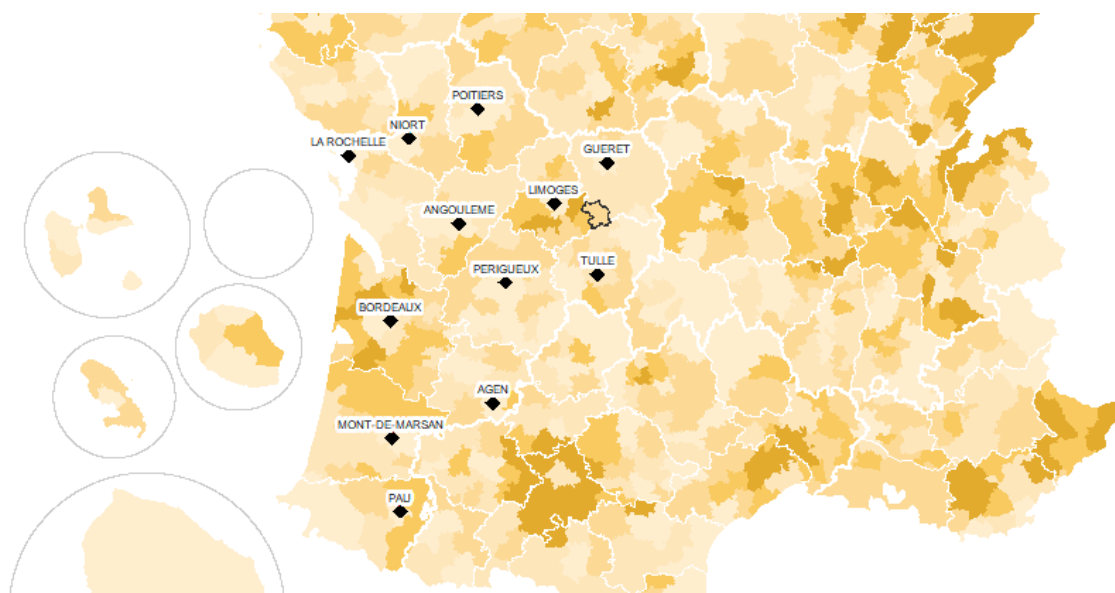 POITIERS
NIORT
LA ROCHELLE
GUERET
LIMOGES
ANGOULEME
TULLE
PERIGUEUX
BORDEAUX
AGEN
MONT-DE-MARSAN
PAU